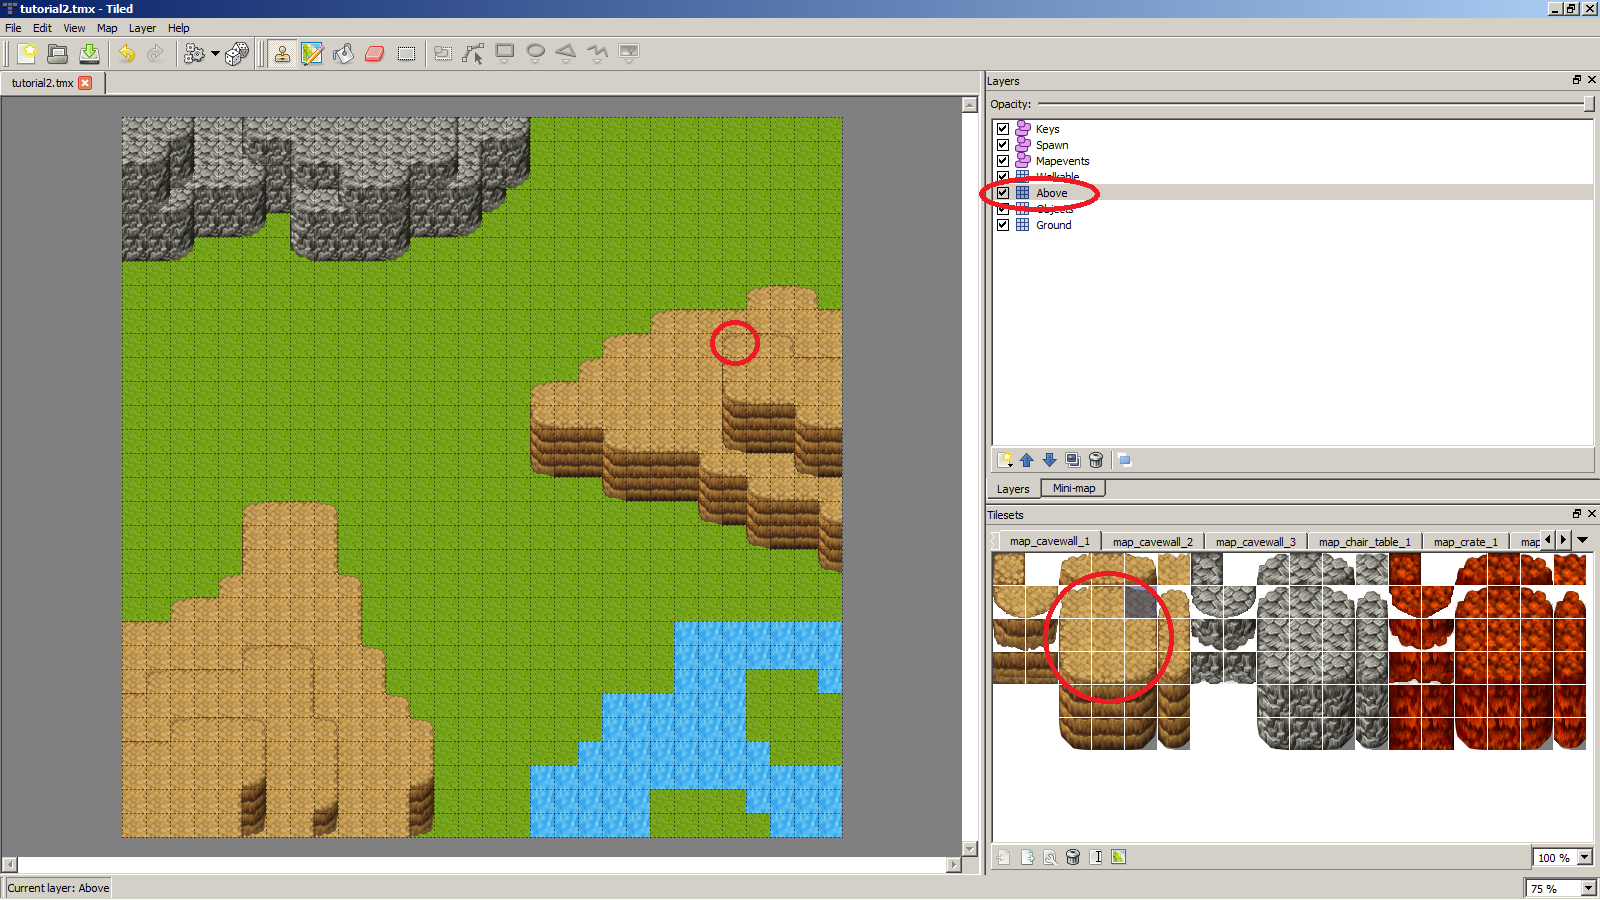 tutorial2.tmx - Tiled
File Edit View Map Layer Help
tutorial2.tmx
Layers
Opacity:
Keys
Spawn
Mapevents
Walkable
Above
Objects
Ground
Layers Mini-map
Tilesets
map_cavewall_1 map_cavewall_2 map_cavewall_3 map_chair_table_1 map_crate_1 map
100 %
Current layer: Above
75 %